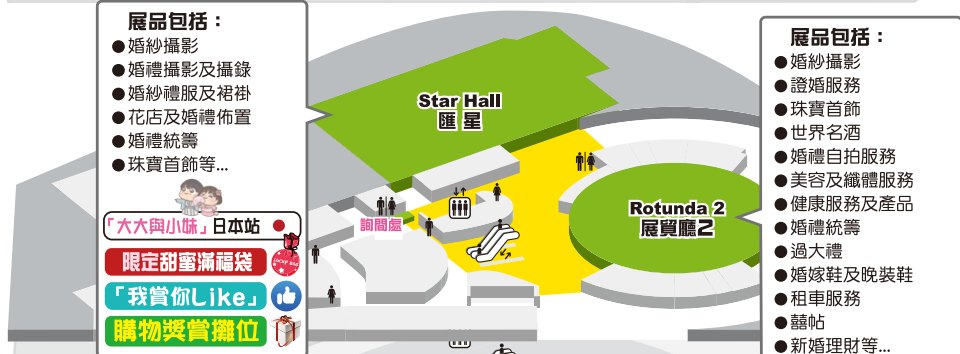 展品包括：
●婚紗攝影
●婚禮攝影及攝錄
●婚紗禮服及裙褂
●花店及婚禮佈置
●婚禮統籌
●珠寶首飾等...
「大大與小妹」日本站
限定甜蜜滿福袋
LUCKY BAG
「我賞你Like」
購物獎賞攤位
Star Hall
匯星
詢問處
Rotunda 2
展貿廳2
展品包括：
●婚紗攝影
●證婚服務
●珠寶首飾
●世界名酒
●婚禮自拍服務
●美容及纖體服務
●健康服務及產品
●婚禮統籌
●過大禮
●婚嫁鞋及晚裝鞋
●租車服務
●囍帖
●新婚理財等...